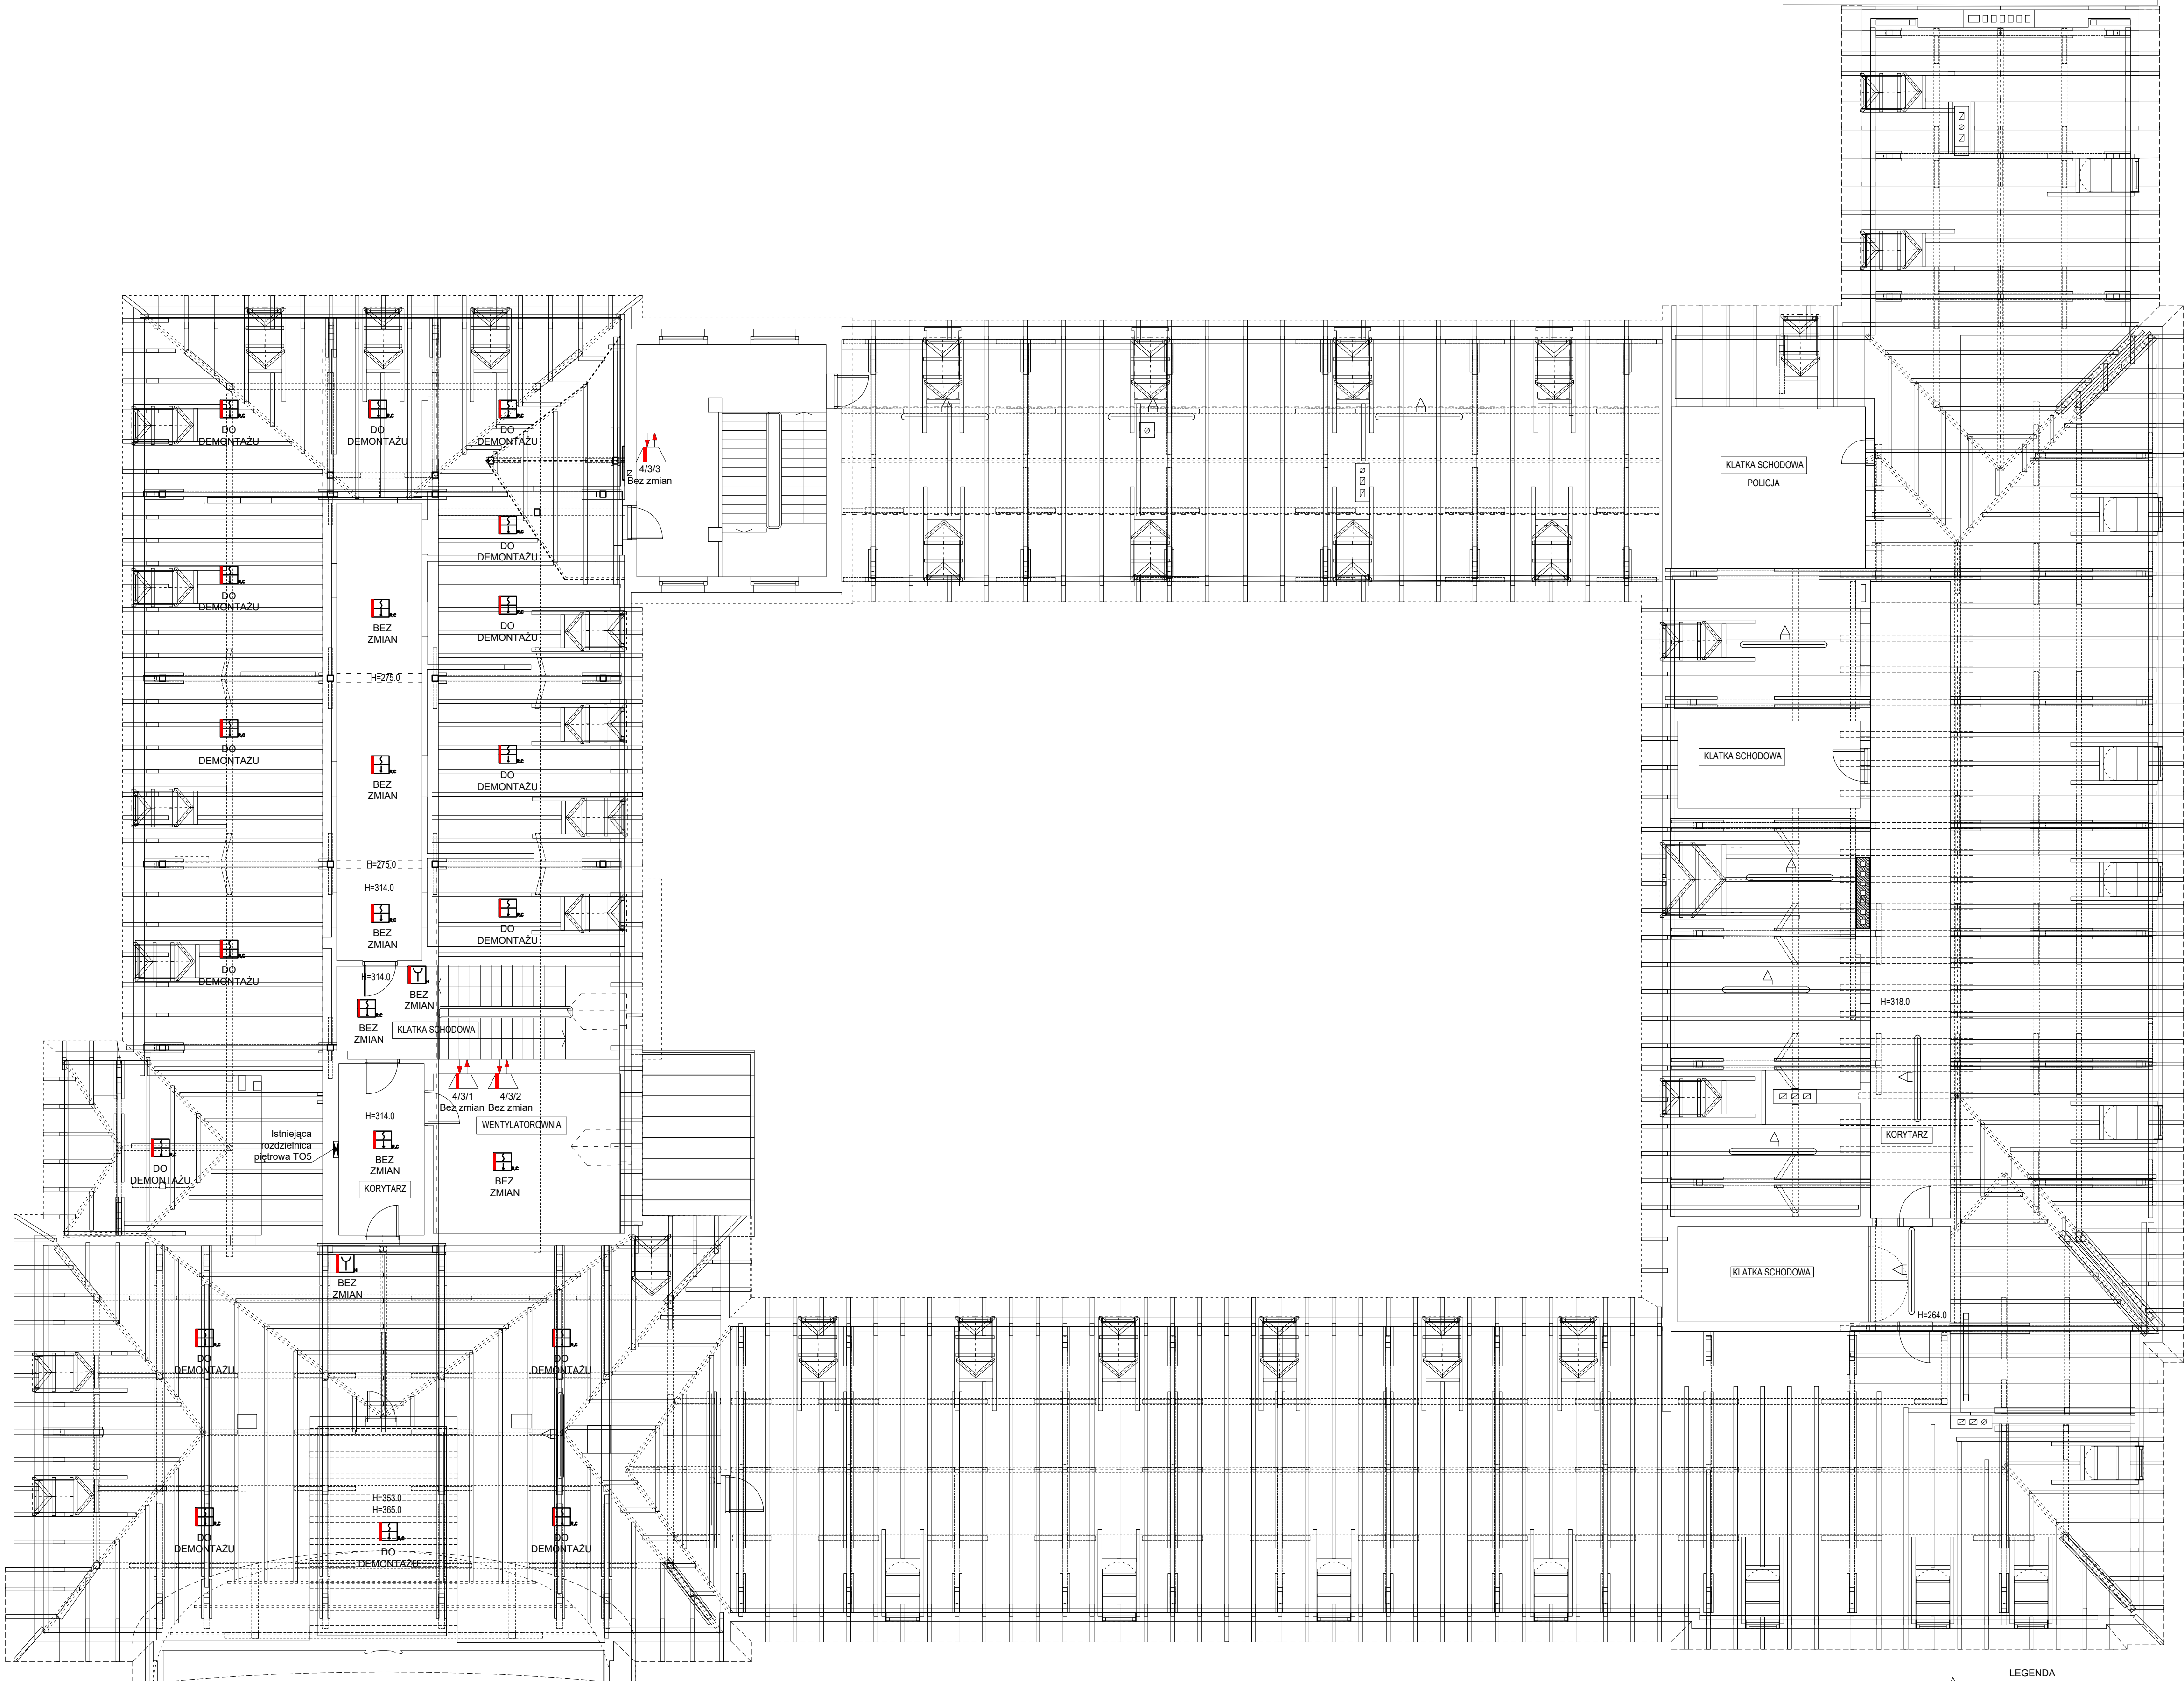 DO
DEMONTAŻU
DO
DEMONTAŻU
DO
DEMONTAŻU
4/3/3
Bez zmian
KLATKA SCHODOWA
POLICJA
DO
DEMONTAŻU
DO
DEMONTAŻU
BEZ
ZMIAN
DO
DEMONTAŻU
H=275.0
DO
DEMONTAŻU
BEZ
ZMIAN
DO
DEMONTAŻU
KLATKA SCHODOWA
H=275.0
H=314.0
BEZ
ZMIAN
DO
DEMONTAŻU
DO
DEMONTAŻU
H=314.0
BEZ
ZMIAN
BEZ
ZMIAN
KLATKA SCHODOWA
H=318.0
4/3/1
Bez zmian
4/3/2
Bez zmian
H=314.0
WENTYLATOROWNIA
Istniejąca
rozdzielnica
piętrowa TO5
BEZ
ZMIAN
KORYTARZ
DO
DEMONTAŻU
BEZ
ZMIAN
KORYTARZ
BEZ
ZMIAN
KLATKA SCHODOWA
H=264.0
DO
DEMONTAŻU
DO
DEMONTAŻU
H=353.0
H=365.0
DO
DEMONTAŻU
DO
DEMONTAŻU
DO
DEMONTAŻU
LEGENDA